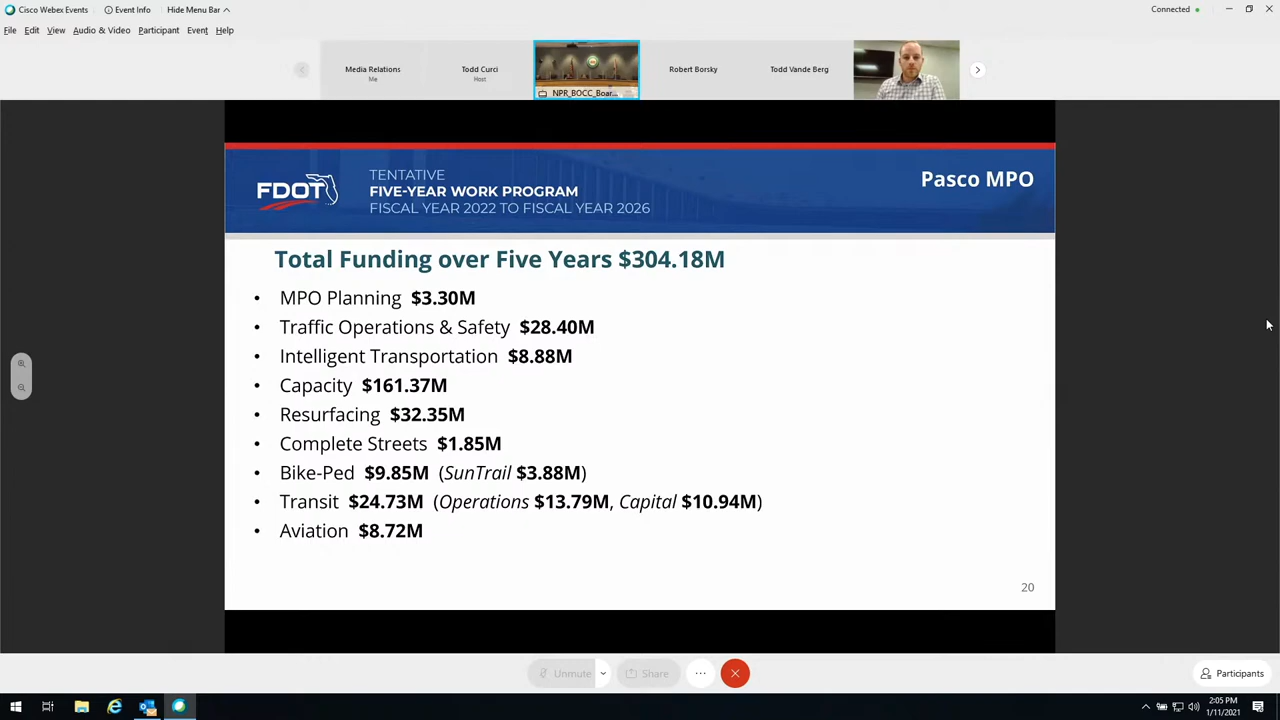 Cisco Webex Events
Event Info
Hide Menu Bar
Connected
File Edit View Audio & Video Participant Event Help
Media Relations
Me
Todd Curci
Host
NPR_BOCC_Boar...
Robert Borsky
Todd Vande Berg
FDOT
TENTATIVE
FIVE-YEAR WORK PROGRAM
FISCAL YEAR 2022 TO FISCAL YEAR 2026
Pasco MPO
Total Funding over Five Years $304.18M
• MPO Planning $3.30M
• Traffic Operations & Safety $28.40M
• Intelligent Transportation $8.88M
• Capacity $161.37M
• Resurfacing $32.35M
• Complete Streets $1.85M
• Bike-Ped $9.85M (SunTrail $3.88M)
• Transit $24.73M (Operations $13.79M, Capital $10.94M)
• Aviation $8.72M
20
Unmute
Share
Participants
2:05 PM
1/11/2021